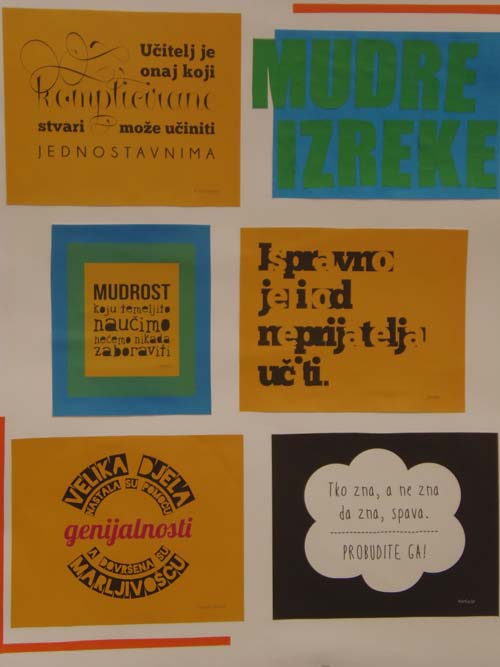 Učitelj je
onaj koji
komplicirane
stvari može učiniti
JEDNOSTAVNIMA
MUDRE
IZREKE
MUDROST
koju temeljito
naučimo
nećemo nikada
zaboraviti
Ispravno
je i od
neprijatelja
učiti.
VELIKA DJELA
NASTALA SU POMOĆU
genijalnosti
A DOVRŠENA SU
MARLJIVOŠĆU
Tko zna, a ne zna
da zna, spava.
PROBUDITE GA!